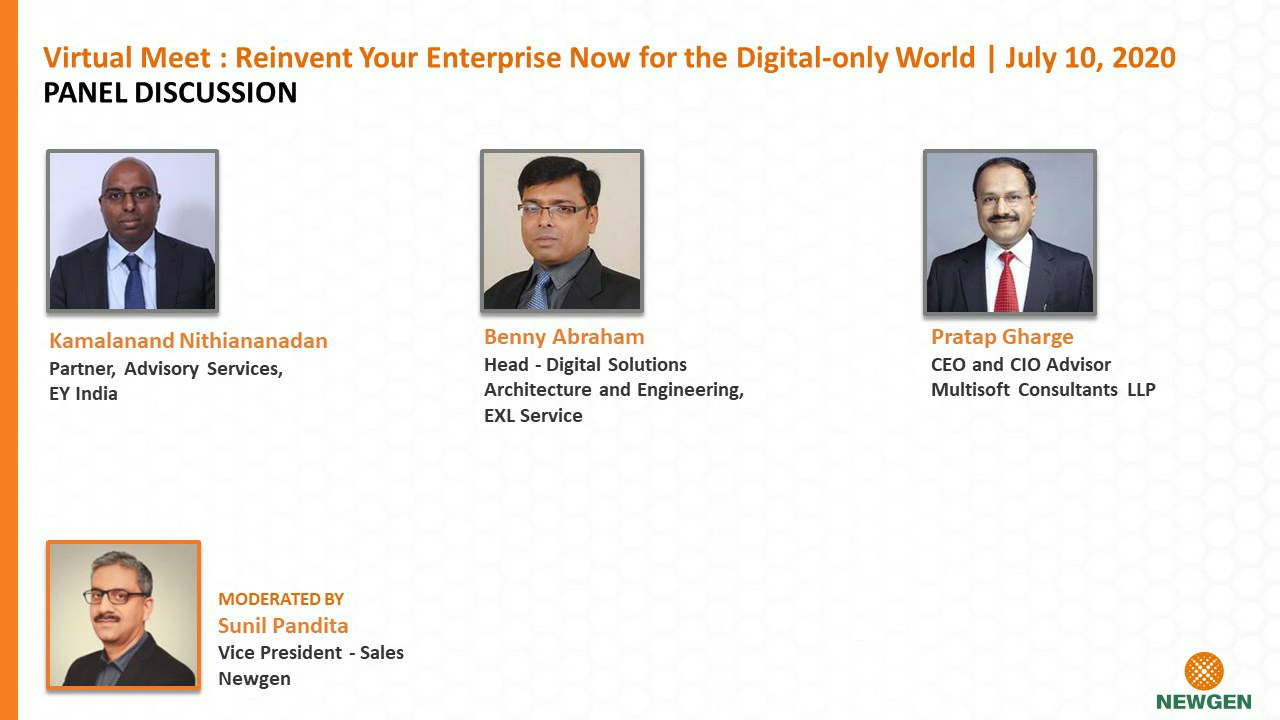 Virtual Meet : Reinvent Your Enterprise Now for the Digital-only World | July 10, 2020
PANEL DISCUSSION
Kamalanand Nithiananadan
Partner, Advisory Services,
EY India
Benny Abraham
Head - Digital Solutions
Architecture and Engineering,
EXL Service
Pratap Gharge
CEO and CIO Advisor
Multisoft Consultants LLP
MODERATED BY
Sunil Pandita
Vice President - Sales
Newgen
NEWGEN